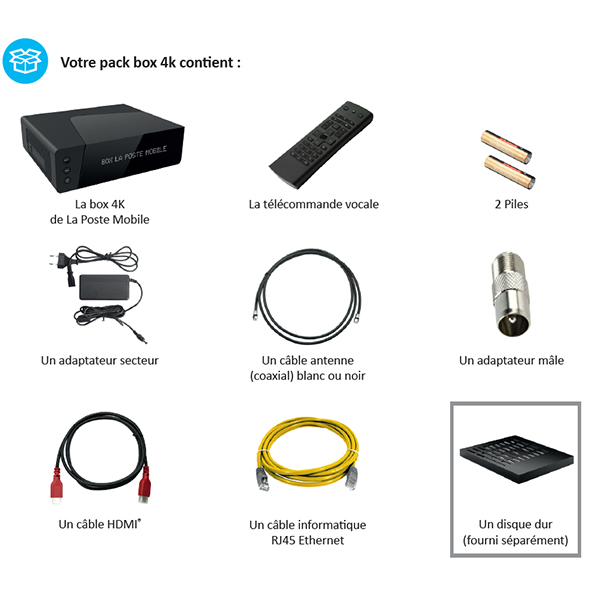 Votre pack box 4k contient :
BOX LA POSTE MOBILE
La box 4K
de La Poste Mobile
La télécommande vocale
2 Piles
Un adaptateur secteur
Un câble antenne
(coaxial) blanc ou noir
Un adaptateur mâle
Un câble HDMI*
Un câble informatique
RJ45 Ethernet
Un disque dur
(fourni séparément)